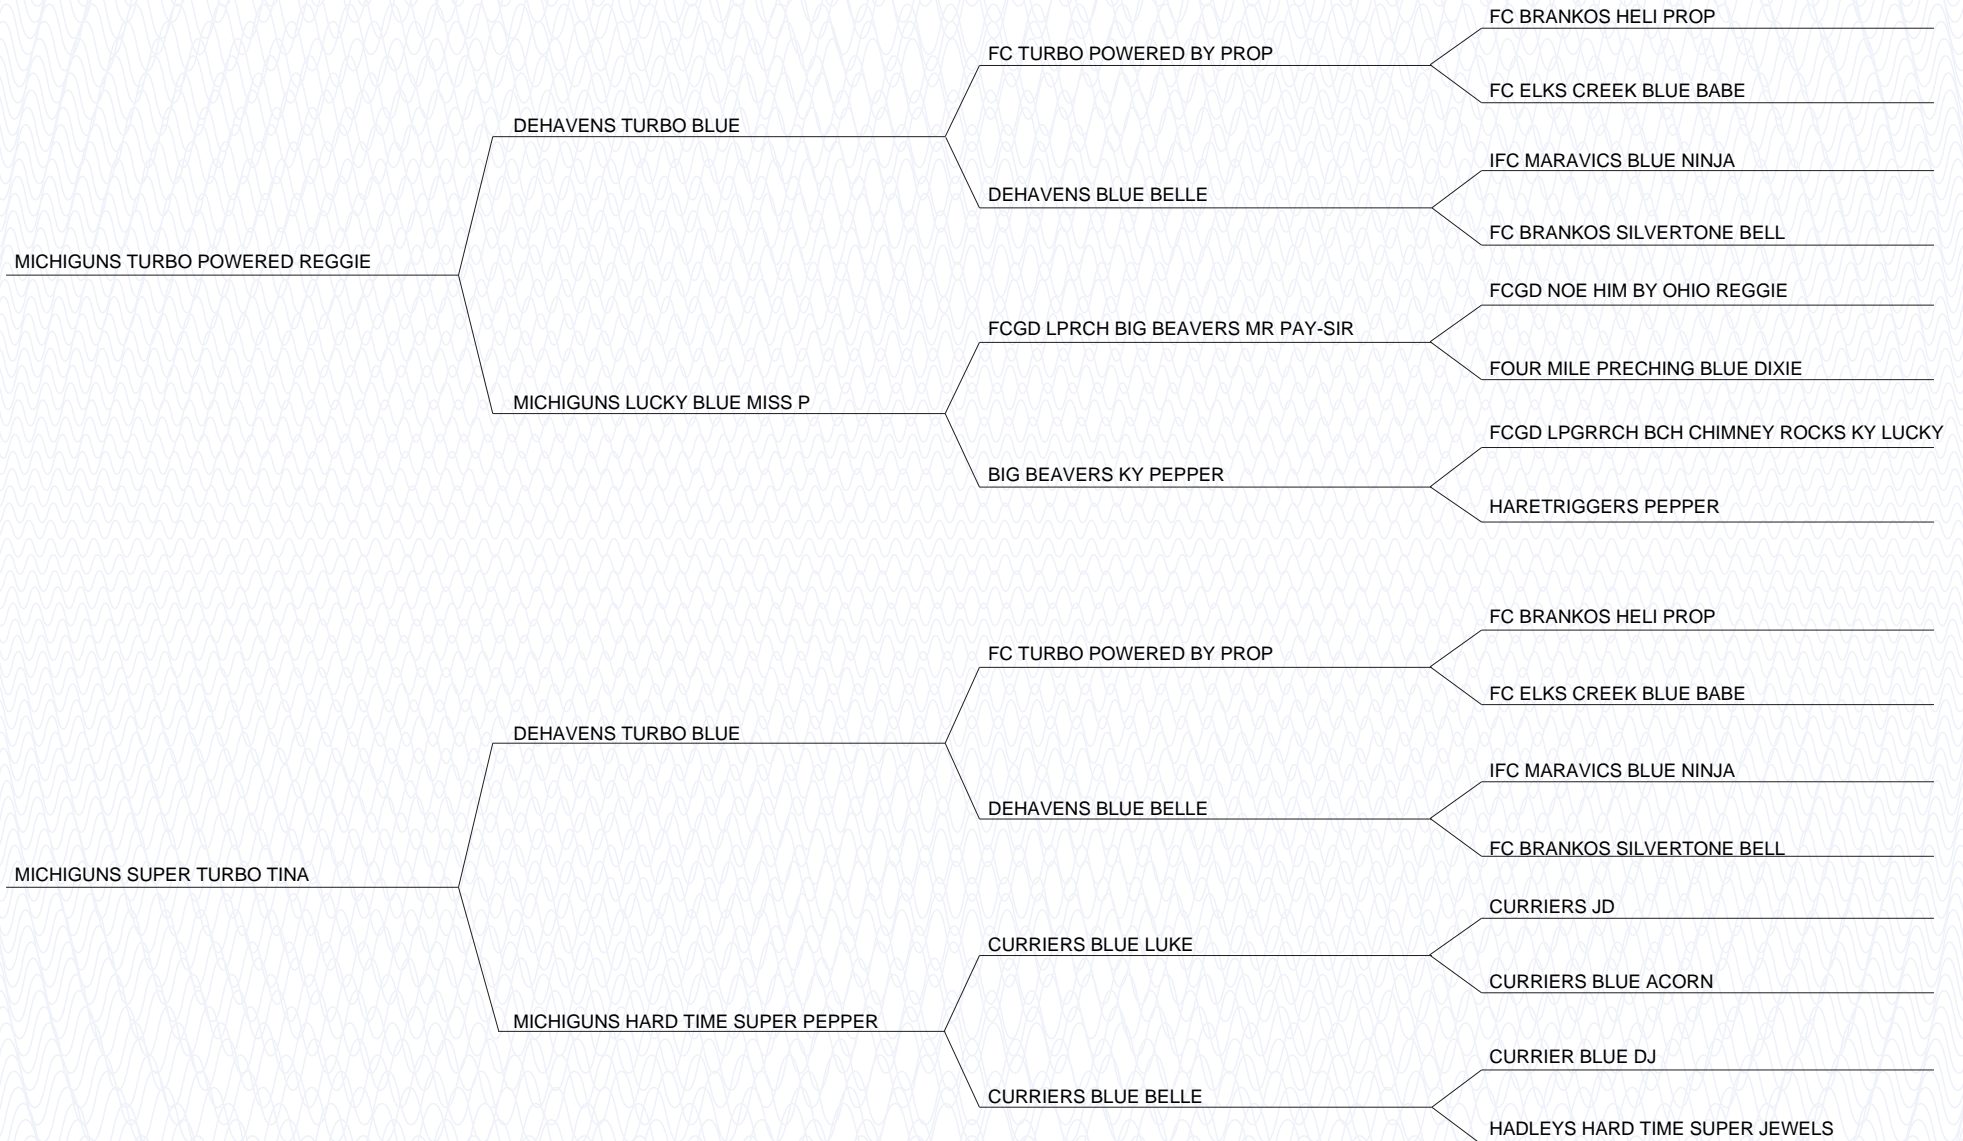 FC BRANKOS HELI PROP
FC TURBO POWERED BY PROP
FC ELKS CREEK BLUE BABE
DEHAVENS TURBO BLUE
IFC MARAVICS BLUE NINJA
DEHAVENS BLUE BELLE
FC BRANKOS SILVERTONE BELL
MICHIGUNS TURBO POWERED REGGIE
FCGD NOE HIM BY OHIO REGGIE
FCGD LPRCH BIG BEAVERS MR PAY-SIR
FOUR MILE PRECHING BLUE DIXIE
MICHIGUNS LUCKY BLUE MISS P
FCGD LPGRRCH BCH CHIMNEY ROCKS KY LUCKY
BIG BEAVERS KY PEPPER
HARETRIGGERS PEPPER
FC BRANKOS HELI PROP
FC TURBO POWERED BY PROP
FC ELKS CREEK BLUE BABE
DEHAVENS TURBO BLUE
IFC MARAVICS BLUE NINJA
DEHAVENS BLUE BELLE
FC BRANKOS SILVERTONE BELL
MICHIGUNS SUPER TURBO TINA
CURRIERS JD
CURRIERS BLUE LUKE
CURRIERS BLUE ACORN
MICHIGUNS HARD TIME SUPER PEPPER
CURRIER BLUE DJ
CURRIERS BLUE BELLE
HADLEYS HARD TIME SUPER JEWELS